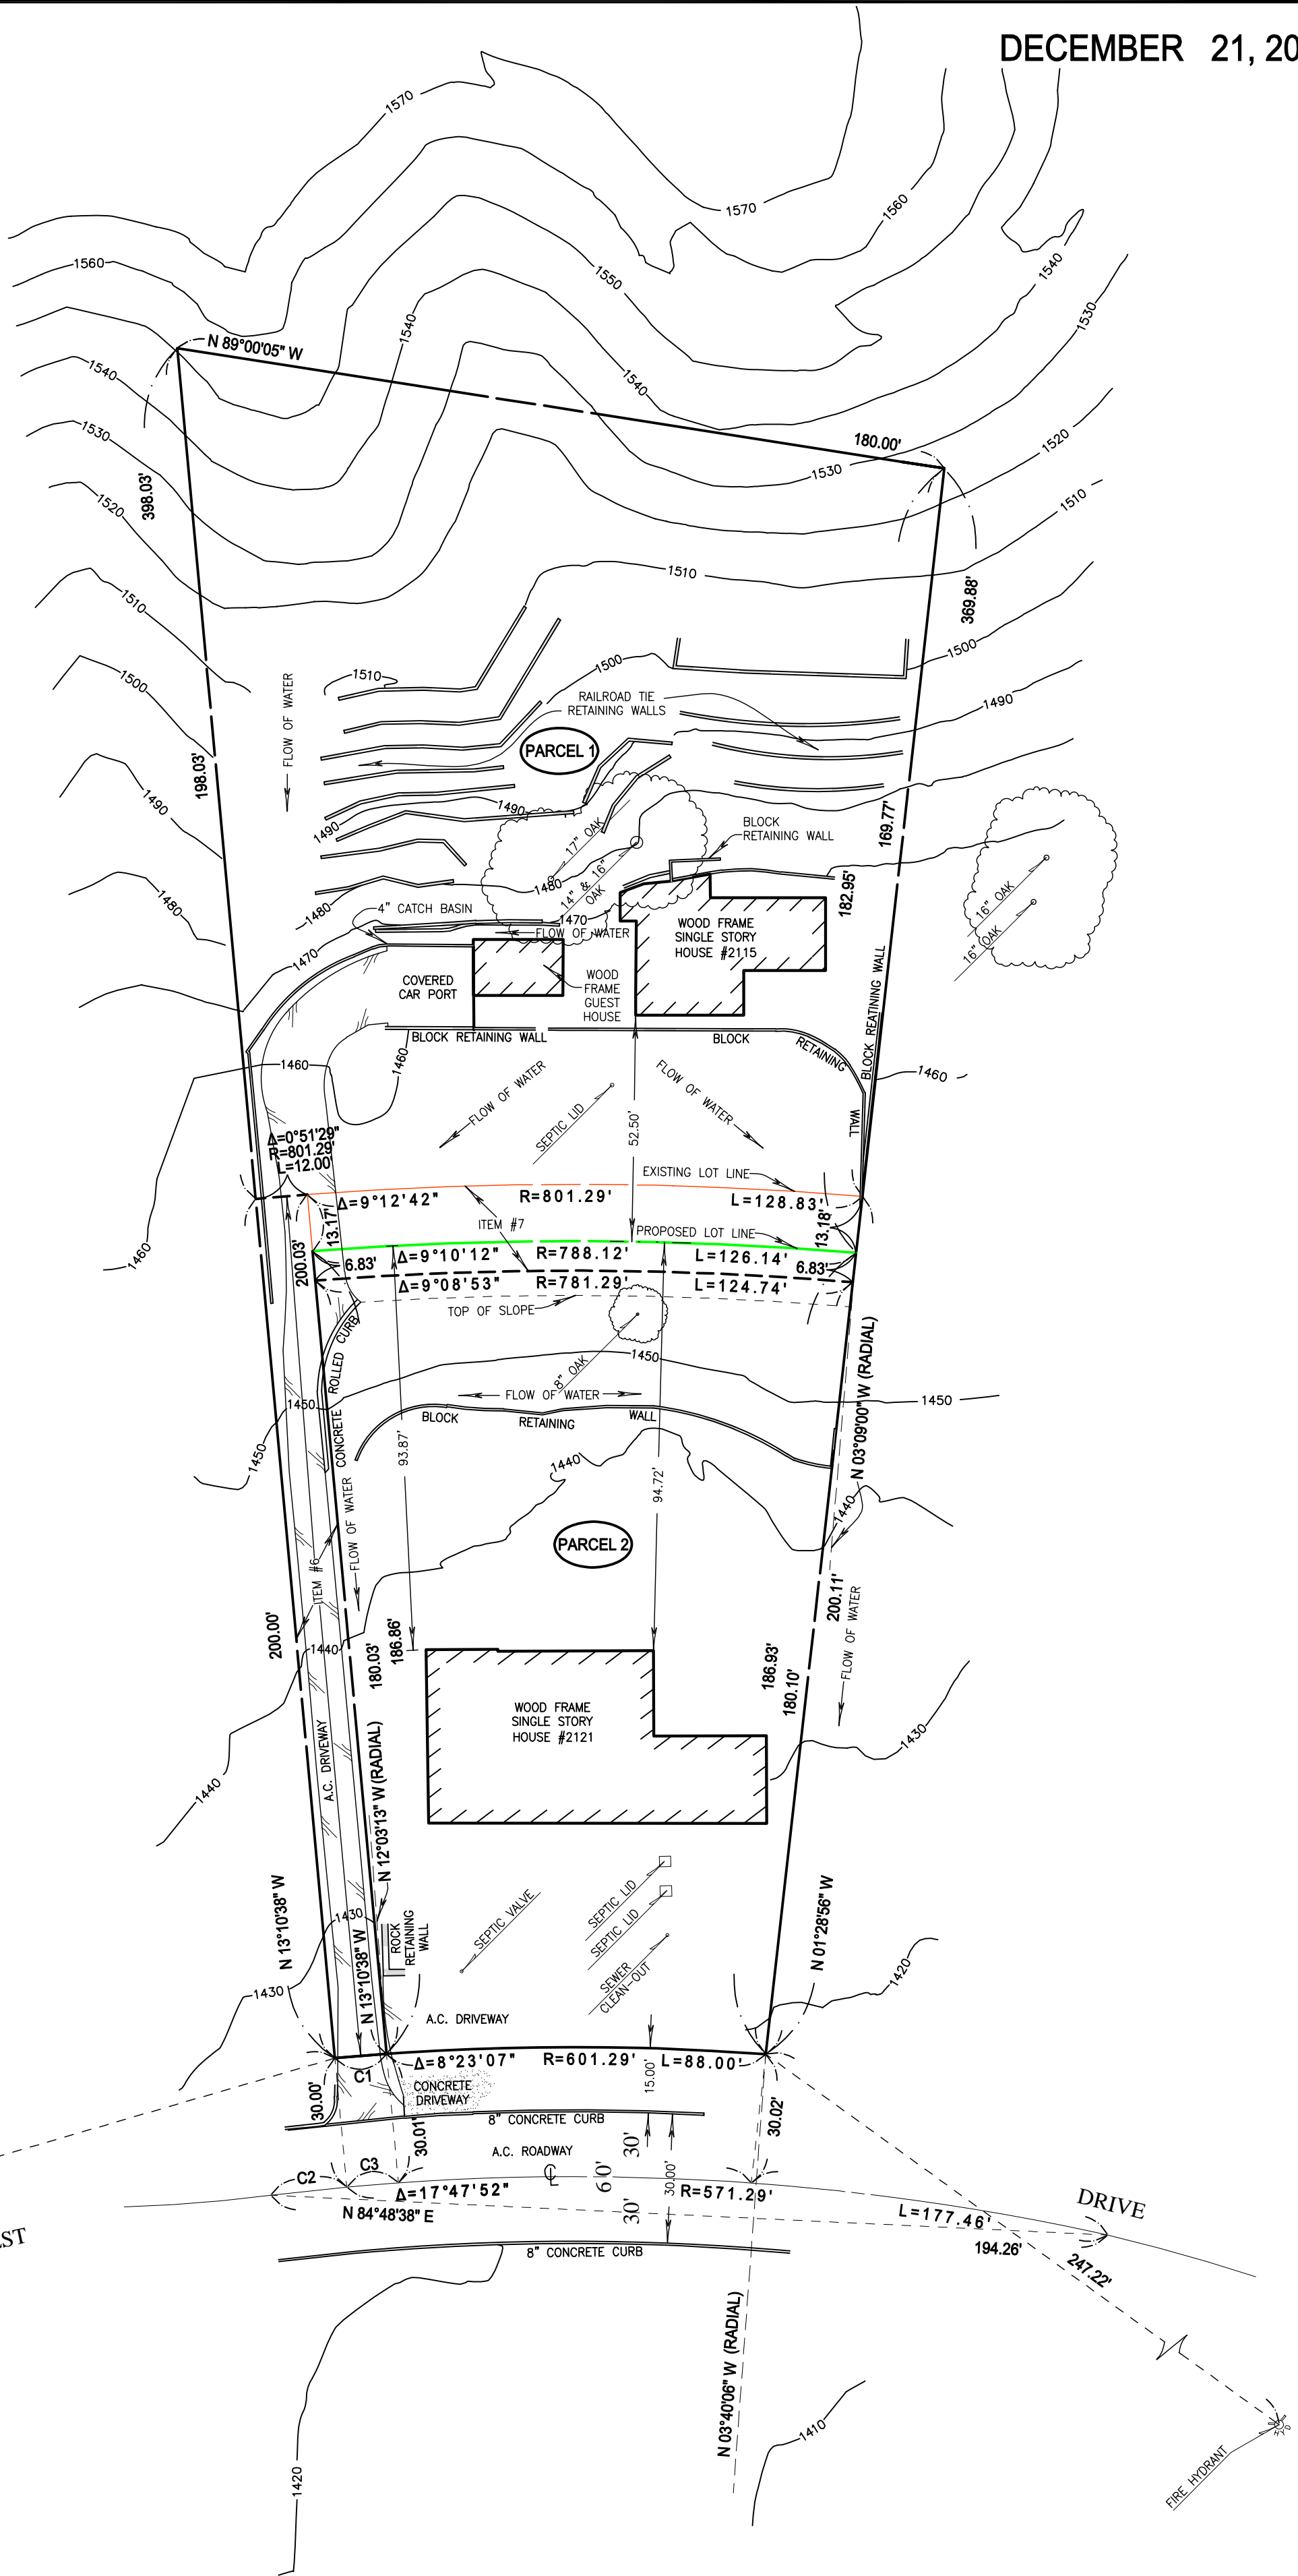 DECEMBER 21, 20
1570
1570
1560
1560
1550
1540
1540
1530
N 89°00'05" W
1540
1540
180.00'
1530
1520
1530
1520
1510
398.03'
369.88'
1510
1510
1500
1510
1500
1500
1490
RAILROAD TIE
RETAINING WALLS
FLOW OF WATER
PARCEL 1
198.03'
169.77'
1490
1490
1490
17" OAK
14" & 16"
OAK
BLOCK
RETAINING WALL
1480
1480
1480
182.95'
16" OAK
16" OAK
4" CATCH BASIN
1470
FLOW OF WATER
WOOD FRAME
SINGLE STORY
HOUSE #2115
1470
COVERED
CAR PORT
WOOD
FRAME
GUEST
HOUSE
BLOCK REATINING WALL
BLOCK RETAINING WALL
BLOCK
RETAINING
WALL
1460
1460
1460
FLOW OF WATER
FLOW OF WATER
SEPTIC LID
52.50'
Δ=0°51'29"
R=801.29'
L=12.00'
EXISTING LOT LINE
Δ=9°12'42"
R=801.29'
L=128.83'
13.17'
13.18'
ITEM #7
PROPOSED LOT LINE
1460
200.03'
6.83'
Δ=9°10'12"
R=788.12'
L=126.14'
6.83'
Δ=9°08'53"
R=781.29'
L=124.74'
TOP OF SLOPE
CONCRETE ROLLED CURB
8" OAK
1450
1450
1450
1450
FLOW OF WATER
BLOCK
RETAINING
WALL
N 03°09'00" W (RADIAL)
93.87'
94.72'
1440
1440
FLOW OF WATER
PARCEL 2
ITEM #6
200.11'
FLOW OF WATER
200.00'
1440
180.03'
186.86'
186.93'
180.10'
WOOD FRAME
SINGLE STORY
HOUSE #2121
1430
A.C. DRIVEWAY
1440
N 12°03'13" W (RADIAL)
N 13°10'38" W
1430
N 13°10'38" W
ROCK
RETAINING
WALL
SEPTIC VALVE
SEPTIC LID
SEPTIC LID
SEWER
CLEAN-OUT
N 01°28'56" W
1420
1430
A.C. DRIVEWAY
Δ=8°23'07"
R=601.29'
L=88.00'
C1
15.00'
CONCRETE
DRIVEWAY
30.00'
30.01'
30.02'
8" CONCRETE CURB
A.C. ROADWAY
30'
60'
30'
30.00'
C2
C3
Δ=17°47'52"
R=571.29'
L=177.46'
N 84°48'38" E
DRIVE
194.26'
247.22'
8" CONCRETE CURB
N 03°40'06" W (RADIAL)
1410
1420
FIRE HYDRANT